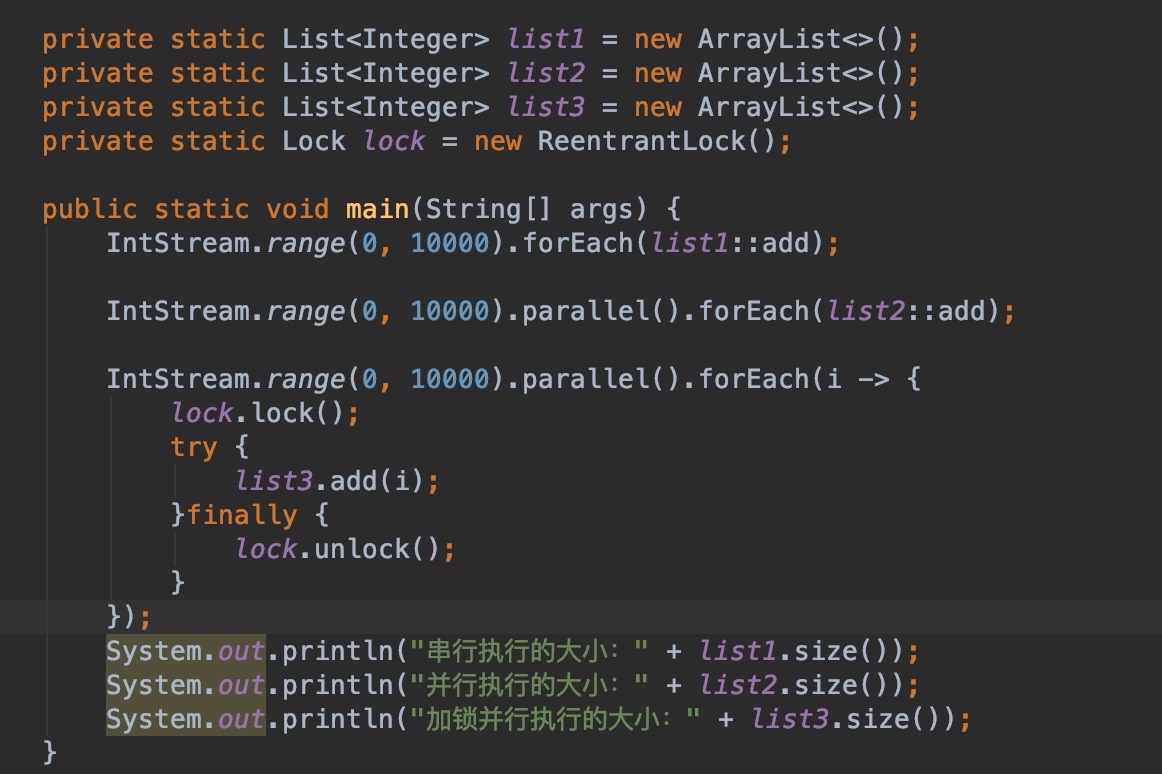 private static List<Integer> list1 = new ArrayList<>();
private static List<Integer> list2 = new ArrayList<>();
private static List<Integer> list3 = new ArrayList<>();
private static Lock lock = new ReentrantLock();
public static void main(String[] args) {
IntStream.range(0, 10000).forEach(list1::add);
IntStream.range(0, 10000).parallel().forEach(list2::add);
IntStream.range(0, 10000).parallel().forEach(i -> {
lock.lock();
try {
list3.add(i);
}finally {
lock.unlock();
}
});
System.out.println("串行执行的大小：" + list1.size());
System.out.println("并行执行的大小：" + list2.size());
System.out.println("加锁并行执行的大小：" + list3.size());
}